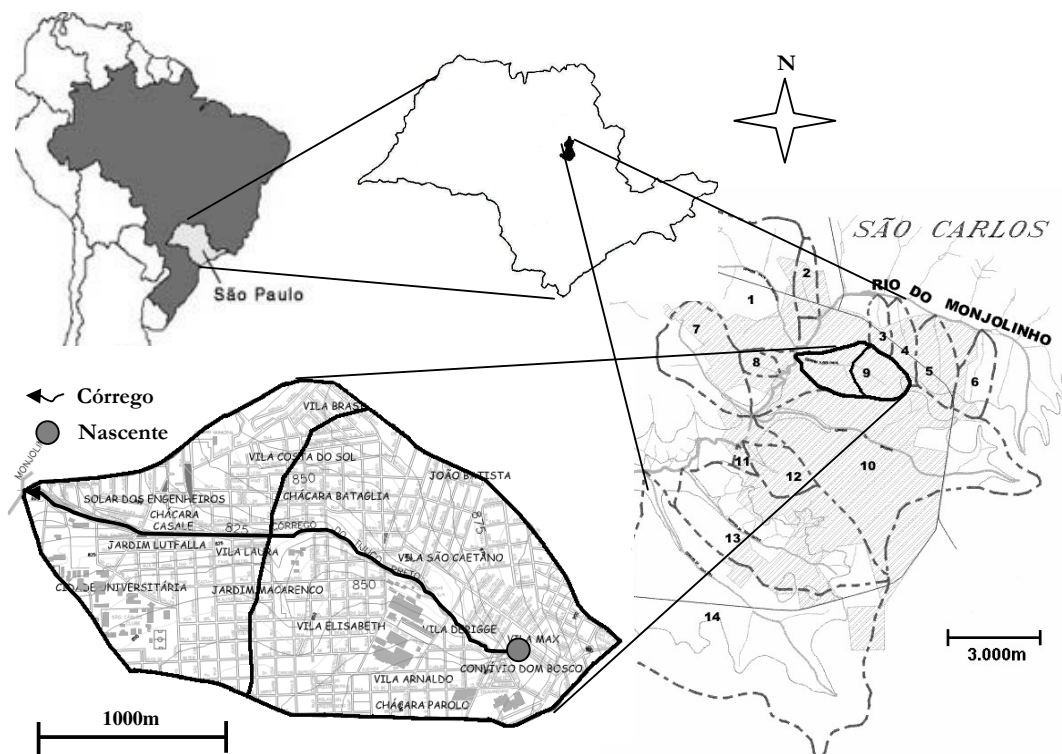 São Paulo
N
SÃO CARLOS
RIO DO MONJOLINHO
1
2
3
4
5
6
7
8
9
10
11
12
13
14
3.000m
Córrego
Nascente
VILA COSTA DO SOL
850
JOÃO BATISTA
CHÁCARA BATAGLIA
875
SOLAR DOS ENGENHEIROS
CHÁCARA
CASALE
825
CÓRREGO
JARDIM LUTFALLA
VILA LAURA
VILA SÃO CAETANO
CIDADE UNIVERSITÁRIA
JARDIM MACARENCO
850
VILA ELISABETH
VILA DERIGGE
VILA MAX
CONVÍVIO DOM BOSCO
VILA ARNALDO
CHÁCARA PAROLO
1000m